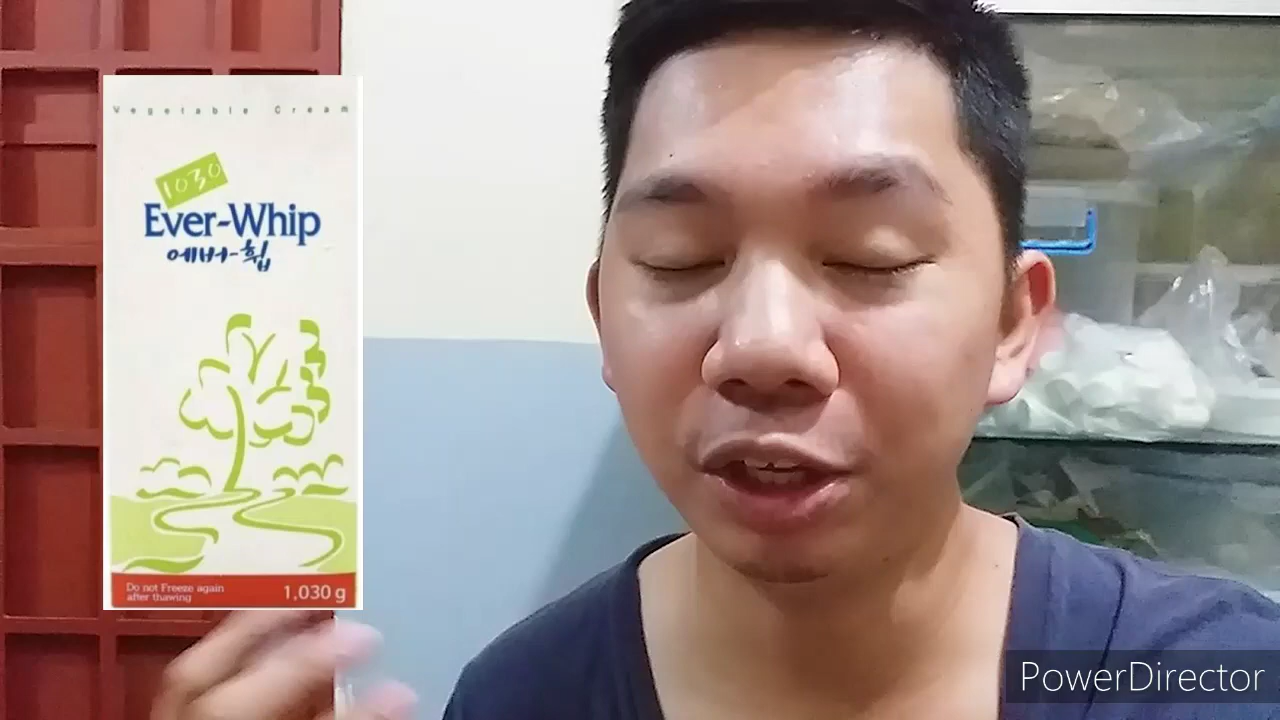 Vegetable Cream
1030
Ever-Whip
에버-휩
Do not Freeze again
after thawing
1,030 g
PowerDirector